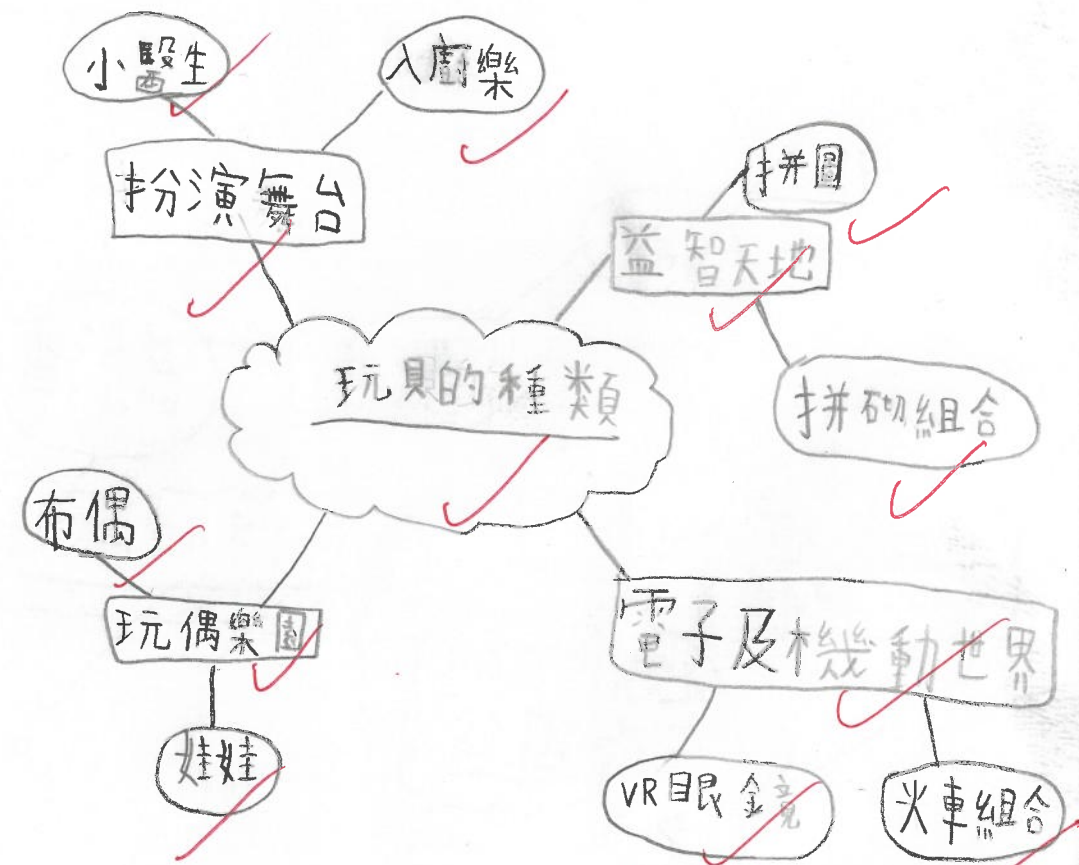 小醫生
入廚樂
扮演舞台
拼圖
益智天地
玩具的種類
拼砌組合
布偶
玩偶樂園
電子及機動世界
娃娃
VR眼鏡
火車組合